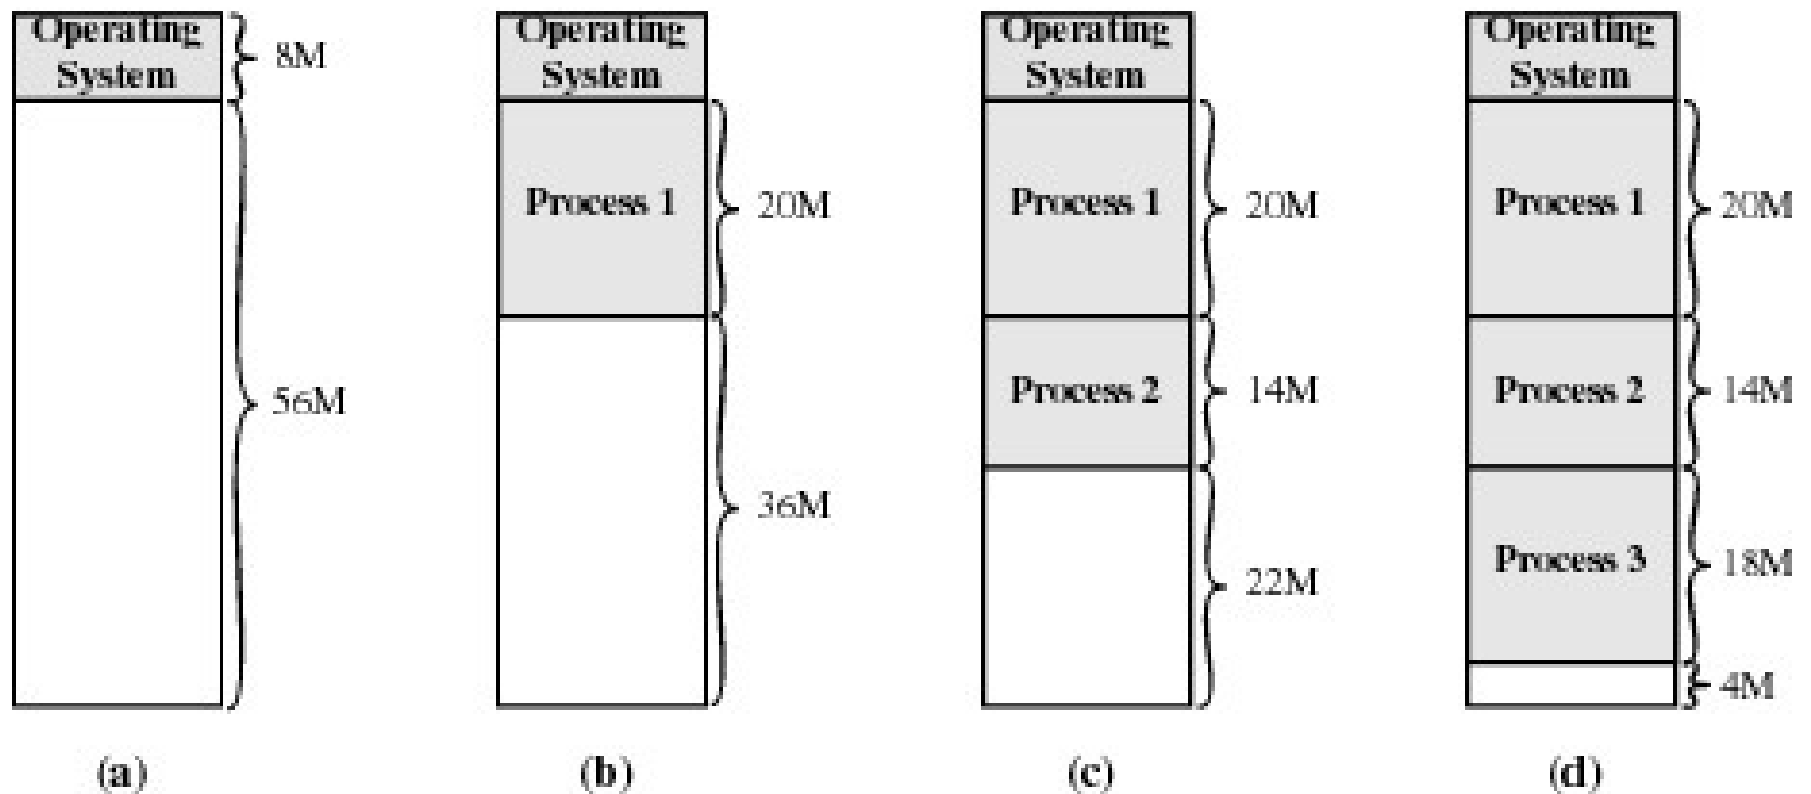 Operating
System
8M
56M
(a)
Operating
System
Process 1
20M
36M
(b)
Operating
System
Process 1
20M
Process 2
14M
22M
(c)
Operating
System
Process 1
20M
Process 2
14M
Process 3
18M
4M
(d)